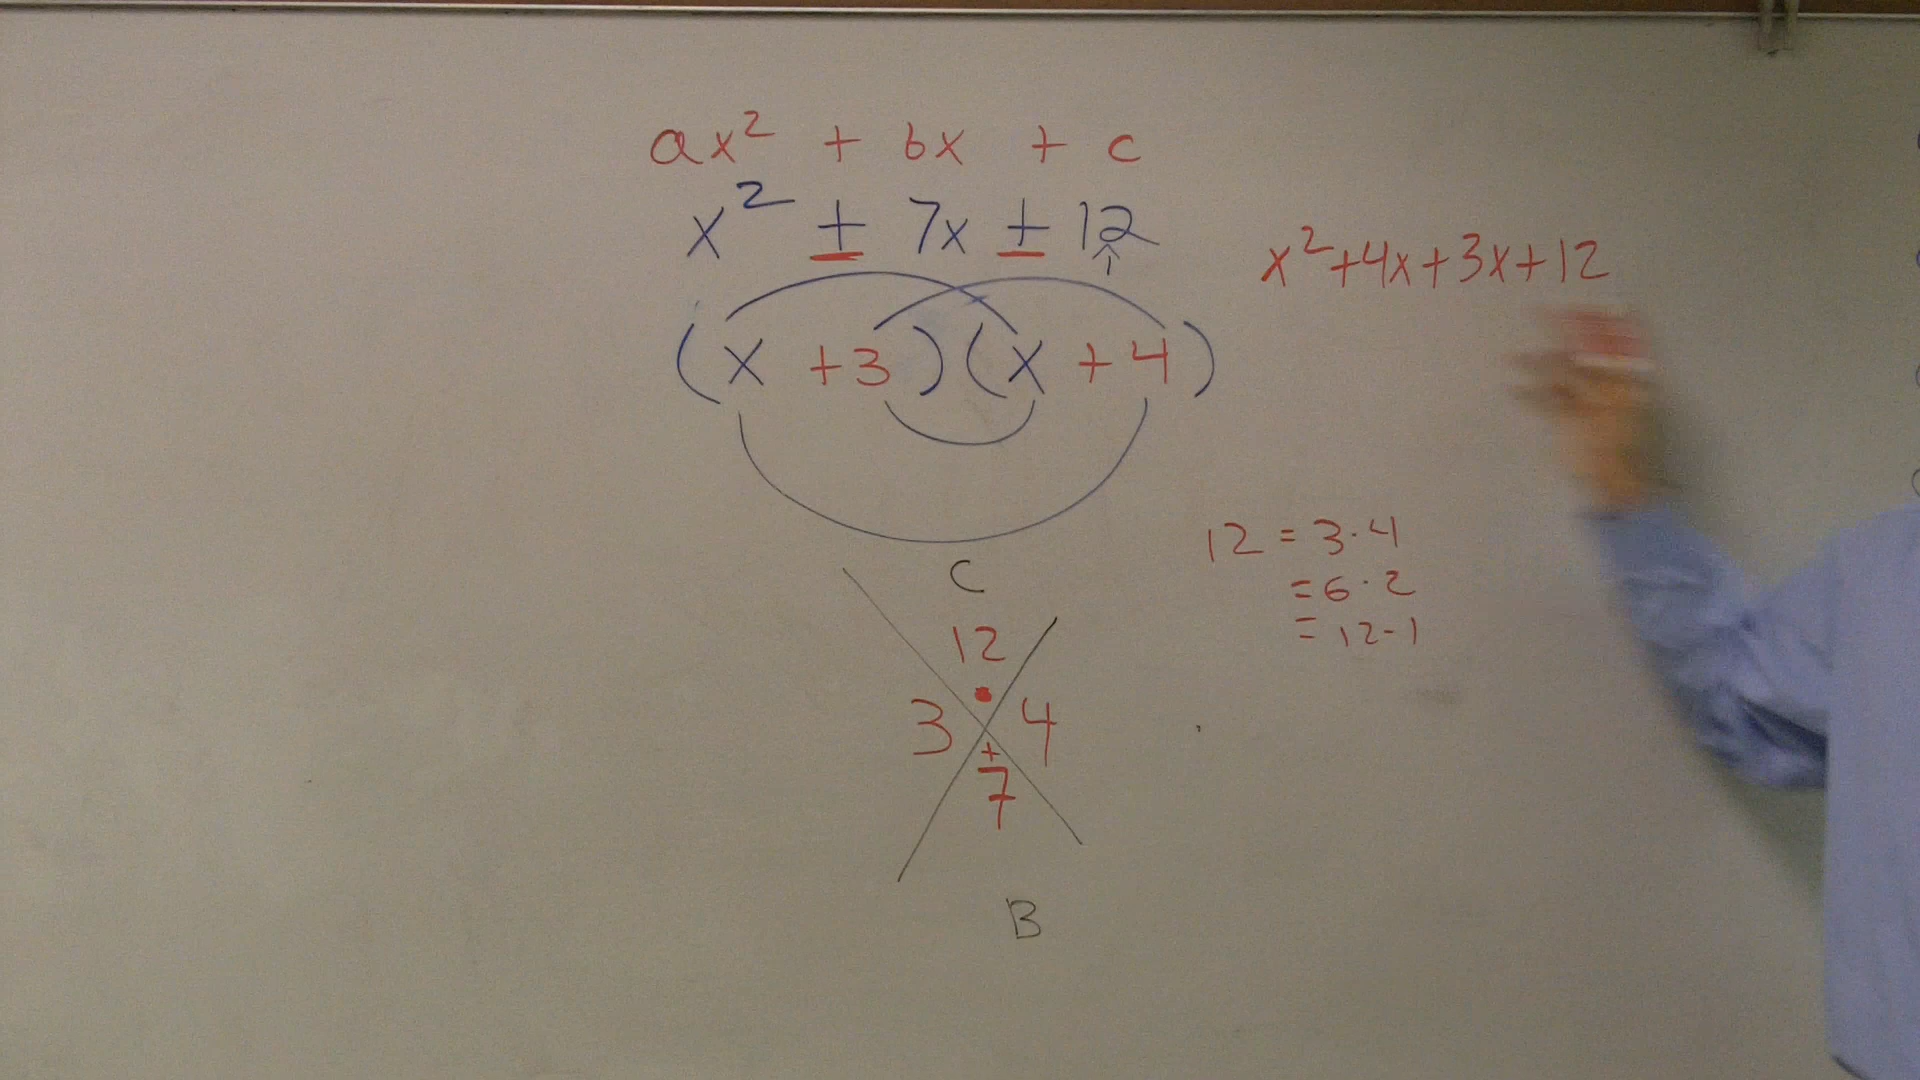 ax² + bx + c
x² + 7x + 12
(x +3)(x + 4)
x²+4x+3x+12
12 = 3·4
= 6·2
= 12-1
C
12
•
3 4
+
7
B